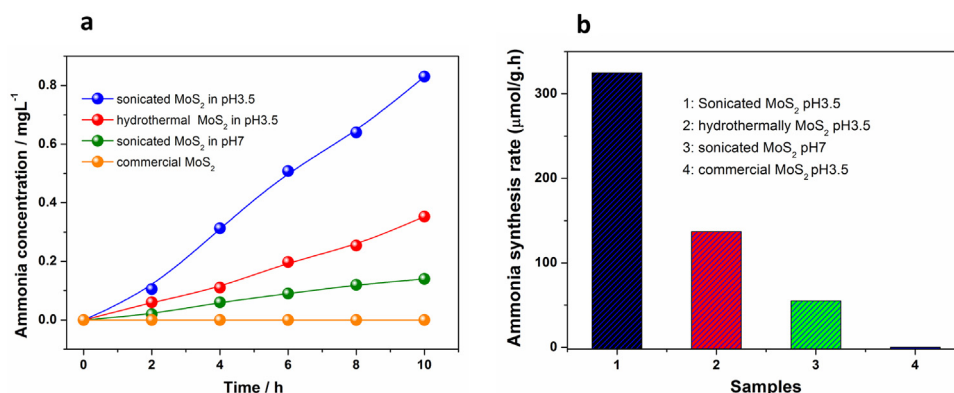 a
Ammonia concentration / mgL⁻¹
0.8
0.6
0.4
0.2
0.0
sonicated MoS₂ in pH3.5
hydrothermal MoS₂ in pH3.5
sonicated MoS₂ in pH7
commercial MoS₂
0 2 4 6 8 10
Time / h
b
Ammonia synthesis rate (μmol/g.h)
300
200
100
0
1: Sonicated MoS₂ pH3.5
2: hydrothermally MoS₂ pH3.5
3: sonicated MoS₂ pH7
4: commercial MoS₂ pH3.5
1 2 3 4
Samples